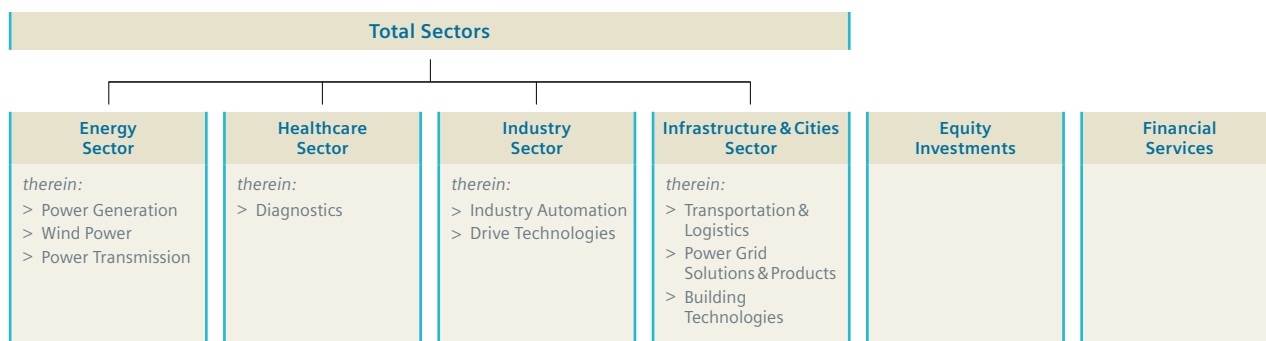 Total Sectors
Energy
Sector
therein:
> Power Generation
> Wind Power
> Power Transmission
Healthcare
Sector
therein:
> Diagnostics
Industry
Sector
therein:
> Industry Automation
> Drive Technologies
Infrastructure & Cities
Sector
therein:
> Transportation &
Logistics
> Power Grid
Solutions & Products
> Building
Technologies
Equity
Investments
Financial
Services